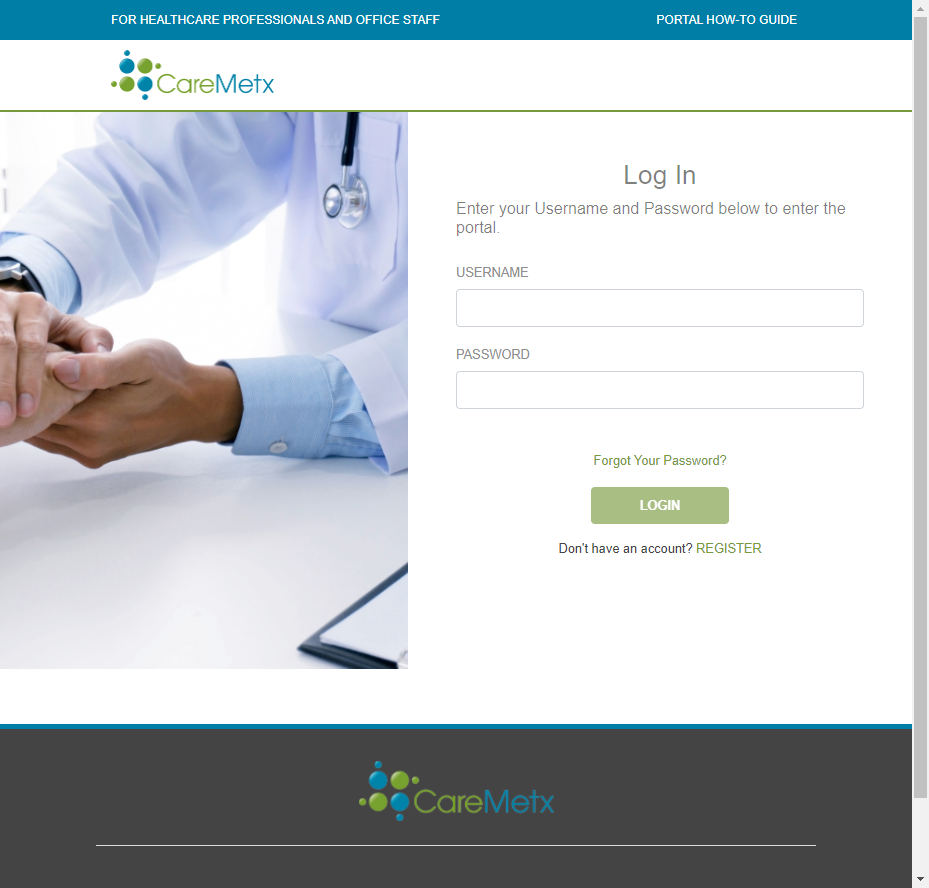 FOR HEALTHCARE PROFESSIONALS AND OFFICE STAFF
PORTAL HOW-TO GUIDE
CareMetx
Log In
Enter your Username and Password below to enter the
portal.
USERNAME
PASSWORD
Forgot Your Password?
LOGIN
Don't have an account? REGISTER
CareMetx